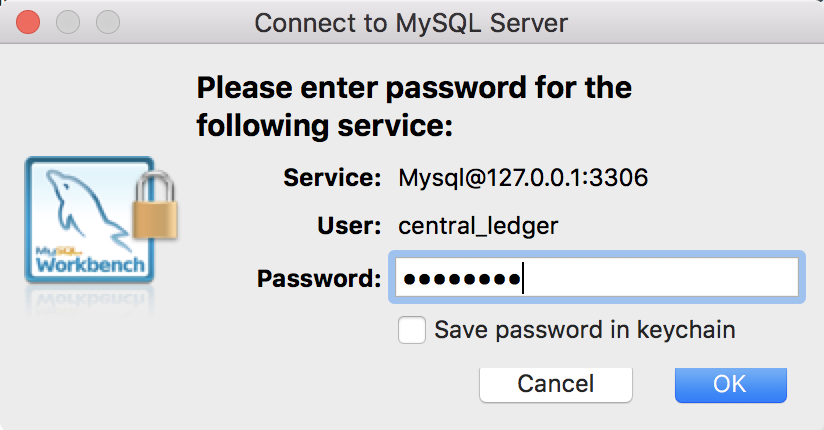 Connect to MySQL Server
Please enter password for the
following service:
Service: Mysql@127.0.0.1:3306
User: central_ledger
MySQL
Workbench
Password: ••••••••
Save password in keychain
Cancel OK